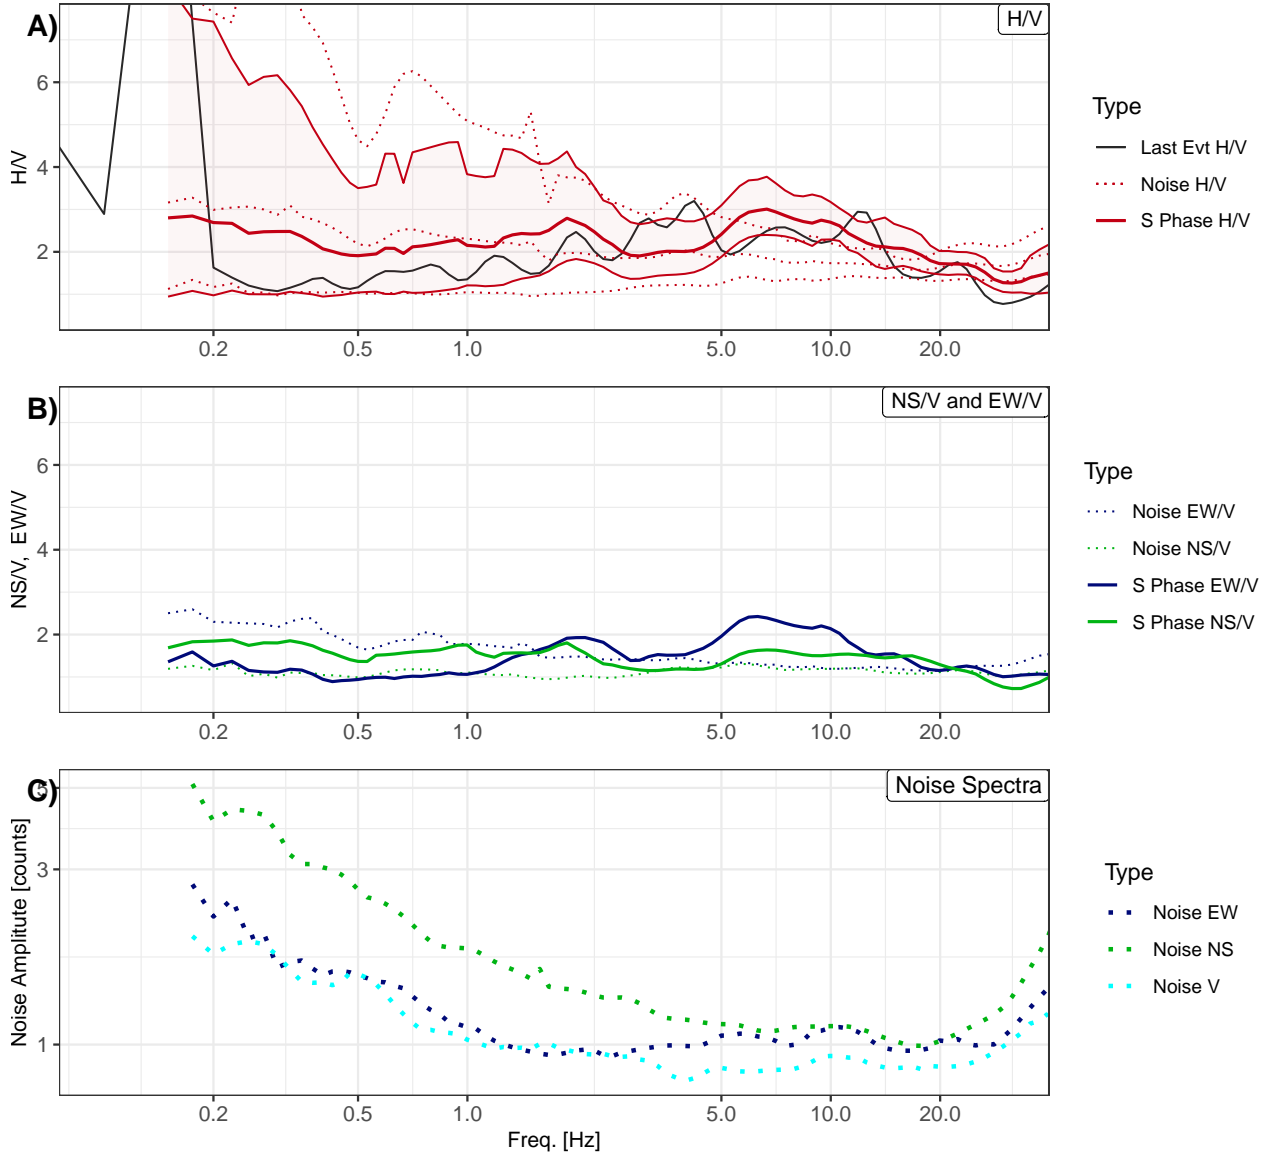 A)
H/V
6
4
2
H/V
0.2 0.5 1.0 5.0 10.0 20.0
Type
Last Evt H/V
Noise H/V
S Phase H/V
B)
NS/V and EW/V
6
4
2
NS/V, EW/V
0.2 0.5 1.0 5.0 10.0 20.0
Type
Noise EW/V
Noise NS/V
S Phase EW/V
S Phase NS/V
C)
Noise Spectra
3
1
Noise Amplitude [counts]
0.2 0.5 1.0 5.0 10.0 20.0
Freq. [Hz]
Type
Noise EW
Noise NS
Noise V